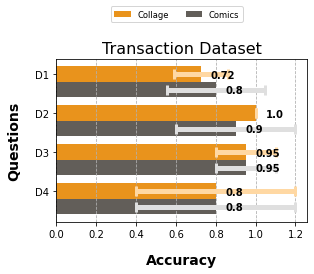 Collage Comics
Transaction Dataset
D1 0.72
0.8
D2 1.0
0.9
D3 0.95
0.95
D4 0.8
0.8
0.0 0.2 0.4 0.6 0.8 1.0 1.2
Accuracy
Questions